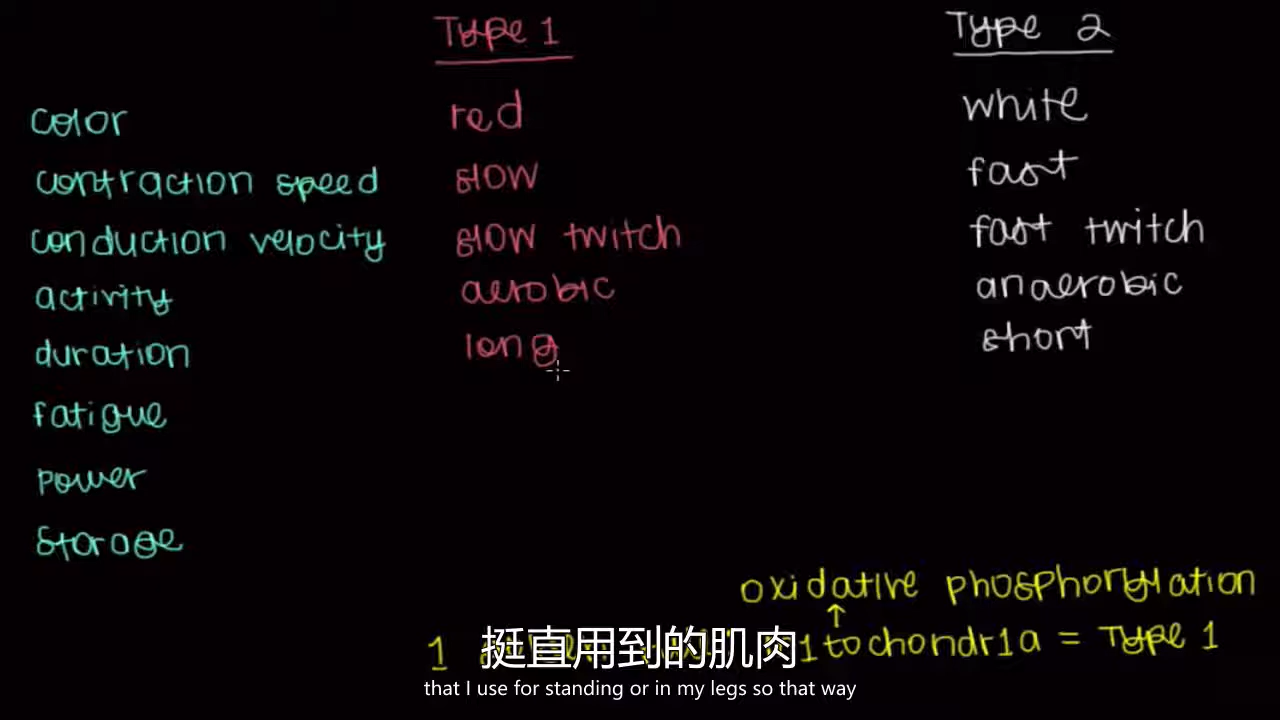 Type 1 Type 2
color red white
contraction speed slow fast
conduction velocity slow twitch fast twitch
activity aerobic anaerobic
duration long short
fatigue
power
storage
oxidative phosphorylation
↑
1 1tochondr1a = Type 1
挺直用到的肌肉
that I use for standing or in my legs so that way